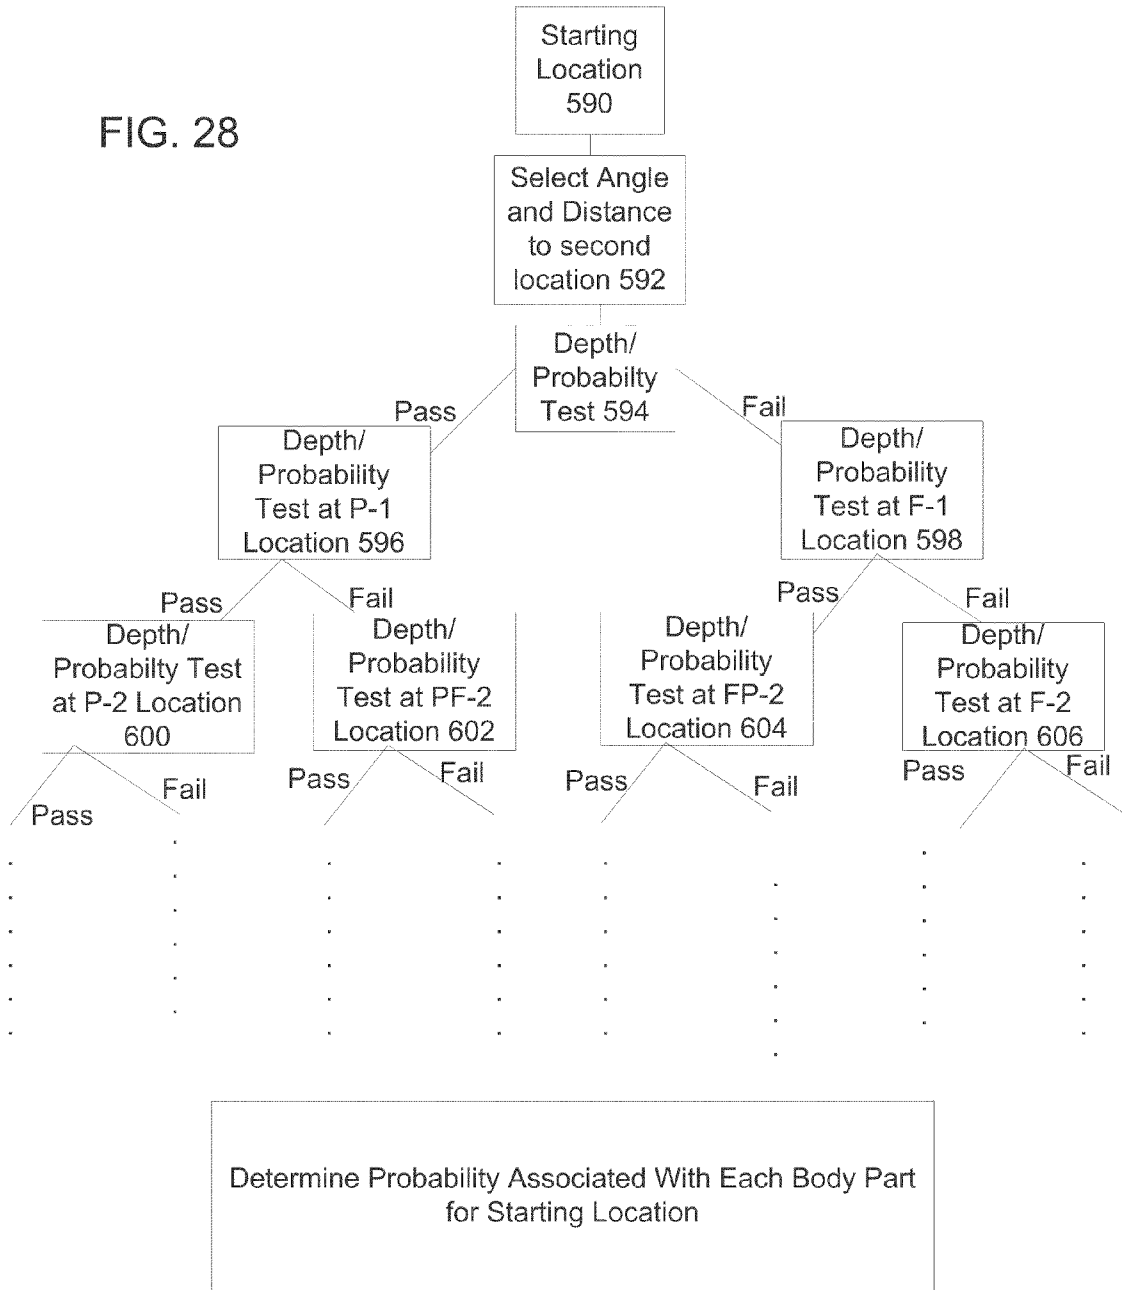 Starting
Location
590
FIG. 28
Select Angle
and Distance
to second
location 592
Depth/
Probabilty
Test 594
Pass
Fail
Depth/
Probability
Test at P-1
Location 596
Depth/
Probability
Test at F-1
Location 598
Pass
Fail
Pass
Fail
Depth/
Probabilty Test
at P-2 Location
600
Depth/
Probability
Test at PF-2
Location 602
Depth/
Probability
Test at FP-2
Location 604
Depth/
Probability
Test at F-2
Location 606
Pass
Fail
Pass
Fail
Pass
Fail
Pass
Fail
Determine Probability Associated With Each Body Part
for Starting Location